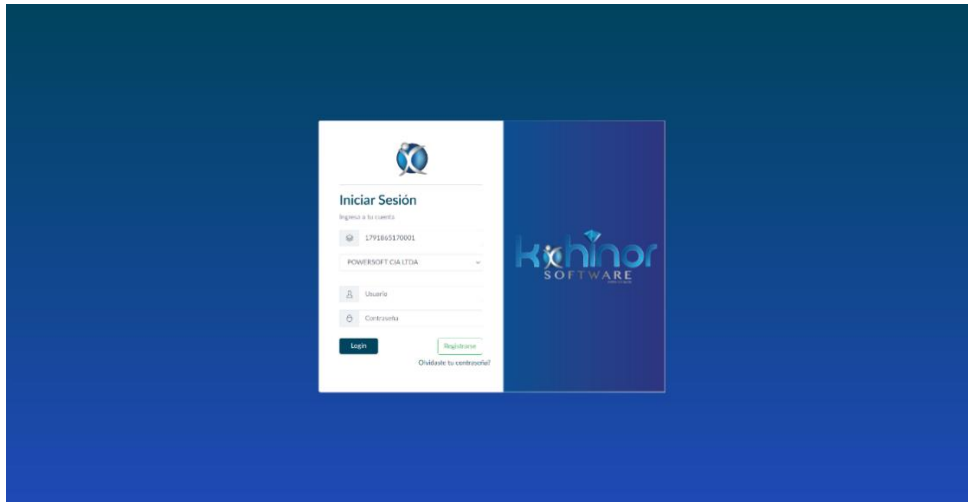 Iniciar Sesión
Ingresa a tu cuenta
1791865170001
POWERSOFT CIA LTDA
Usuario
Contraseña
Login
Registrarse
Olvidaste tu contraseña?
kohinor
SOFTWARE